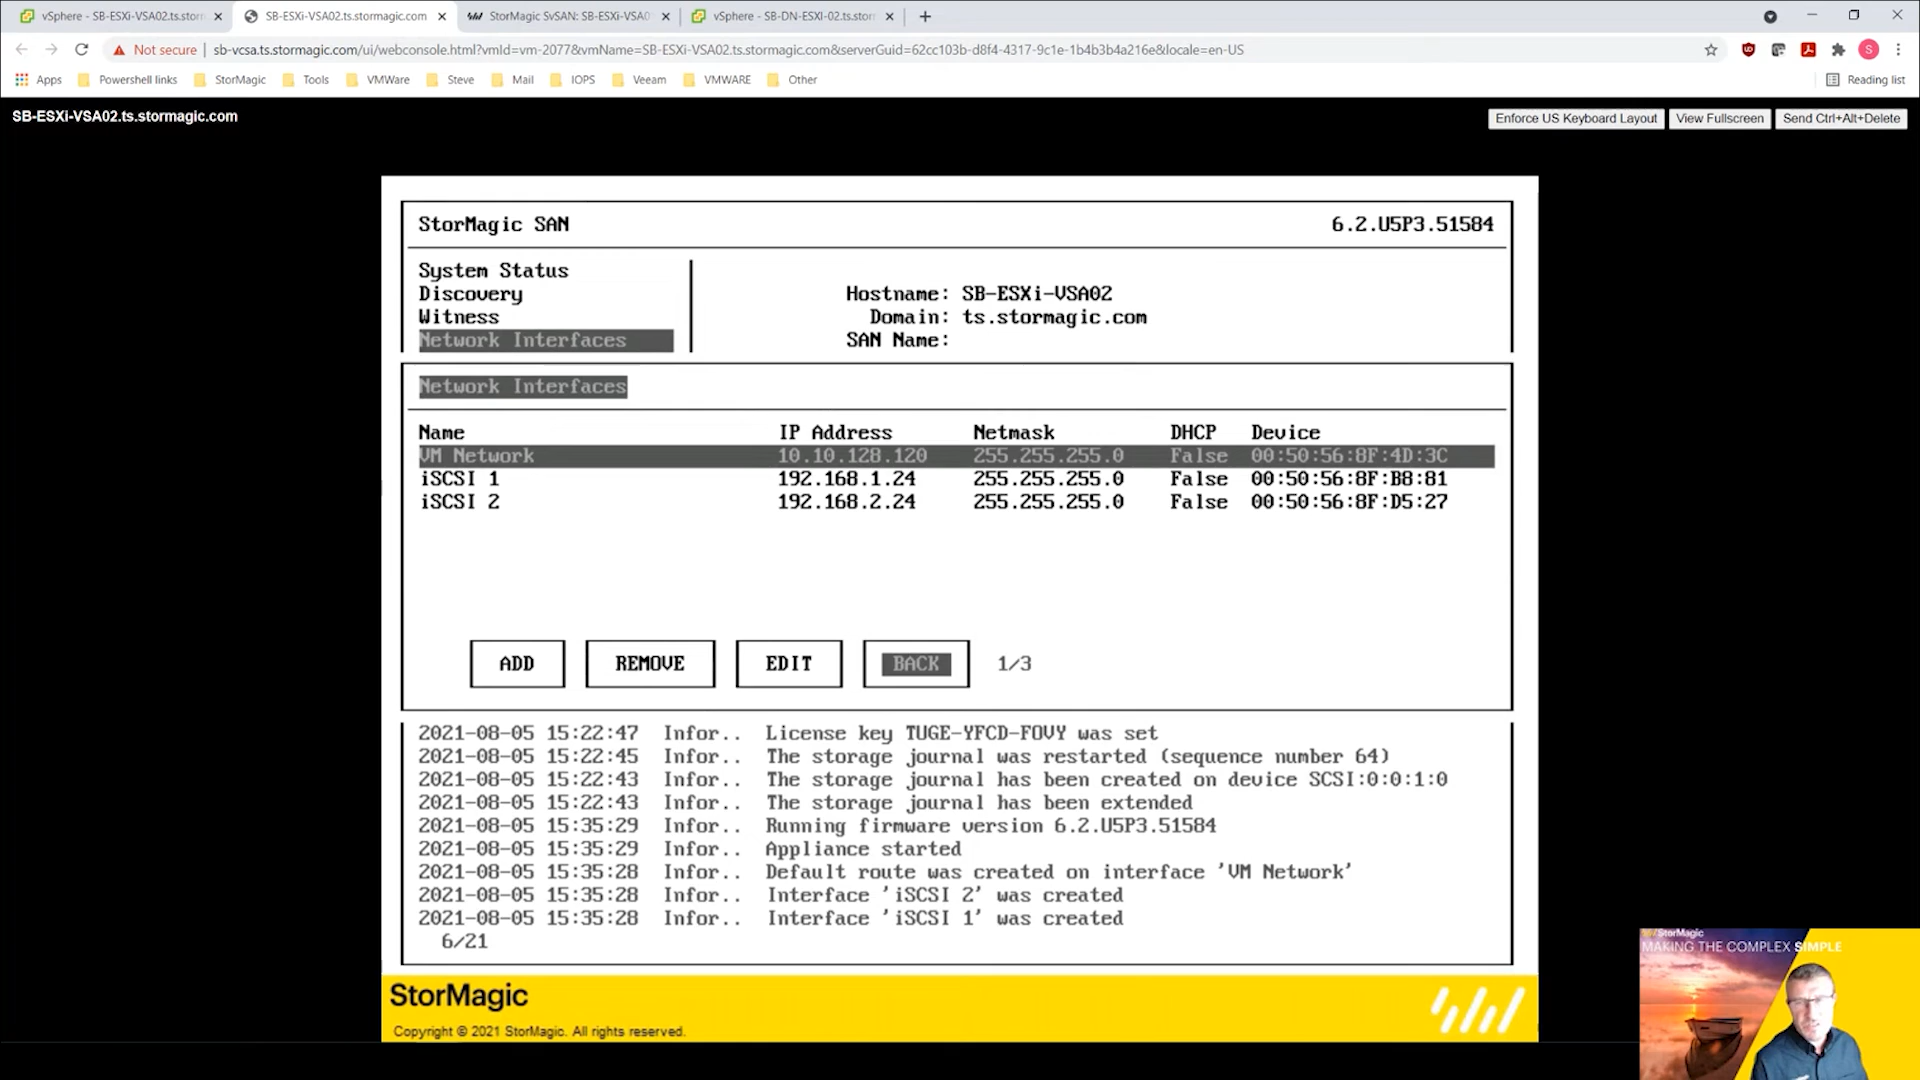 vSphere - SB-ESXi-VSA02.ts.storm
SB-ESXi-VSA02.ts.stormagic.com
StorMagic SvSAN: SB-ESXi-VSA0
vSphere - SB-DN-ESXI-02.ts.storm
Not secure
sb-vcsa.ts.stormagic.com/ui/webconsole.html?vmId=vm-2077&vmName=SB-ESXi-VSA02.ts.stormagic.com&serverGuid=62cc103b-d8f4-4317-9c1e-1b4b3b4a216e&locale=en-US
S
Apps
Powershell links
StorMagic
Tools
VMWare
Steve
Mail
IOPS
Veeam
VMWARE
Other
Reading list
SB-ESXi-VSA02.ts.stormagic.com
Enforce US Keyboard Layout
View Fullscreen
Send Ctrl+Alt+Delete
StorMagic SAN 6.2.U5P3.51584
System Status
Discovery
Witness
Network Interfaces
Hostname: SB-ESXi-VSA02
Domain: ts.stormagic.com
SAN Name:
Network Interfaces
Name IP Address Netmask DHCP Device
VM Network 10.10.128.120 255.255.255.0 False 00:50:56:8F:4D:3C
iSCSI 1 192.168.1.24 255.255.255.0 False 00:50:56:8F:B8:81
iSCSI 2 192.168.2.24 255.255.255.0 False 00:50:56:8F:D5:27
ADD REMOVE EDIT BACK 1/3
2021-08-05 15:22:47 Infor.. License key TUGE-YFCD-FOVY was set
2021-08-05 15:22:45 Infor.. The storage journal was restarted (sequence number 64)
2021-08-05 15:22:43 Infor.. The storage journal has been created on device SCSI:0:0:1:0
2021-08-05 15:22:43 Infor.. The storage journal has been extended
2021-08-05 15:35:29 Infor.. Running firmware version 6.2.U5P3.51584
2021-08-05 15:35:29 Infor.. Appliance started
2021-08-05 15:35:28 Infor.. Default route was created on interface 'VM Network'
2021-08-05 15:35:28 Infor.. Interface 'iSCSI 2' was created
2021-08-05 15:35:28 Infor.. Interface 'iSCSI 1' was created
6/21
StorMagic
Copyright © 2021 StorMagic. All rights reserved.
StorMagic
MAKING THE COMPLEX SIMPLE